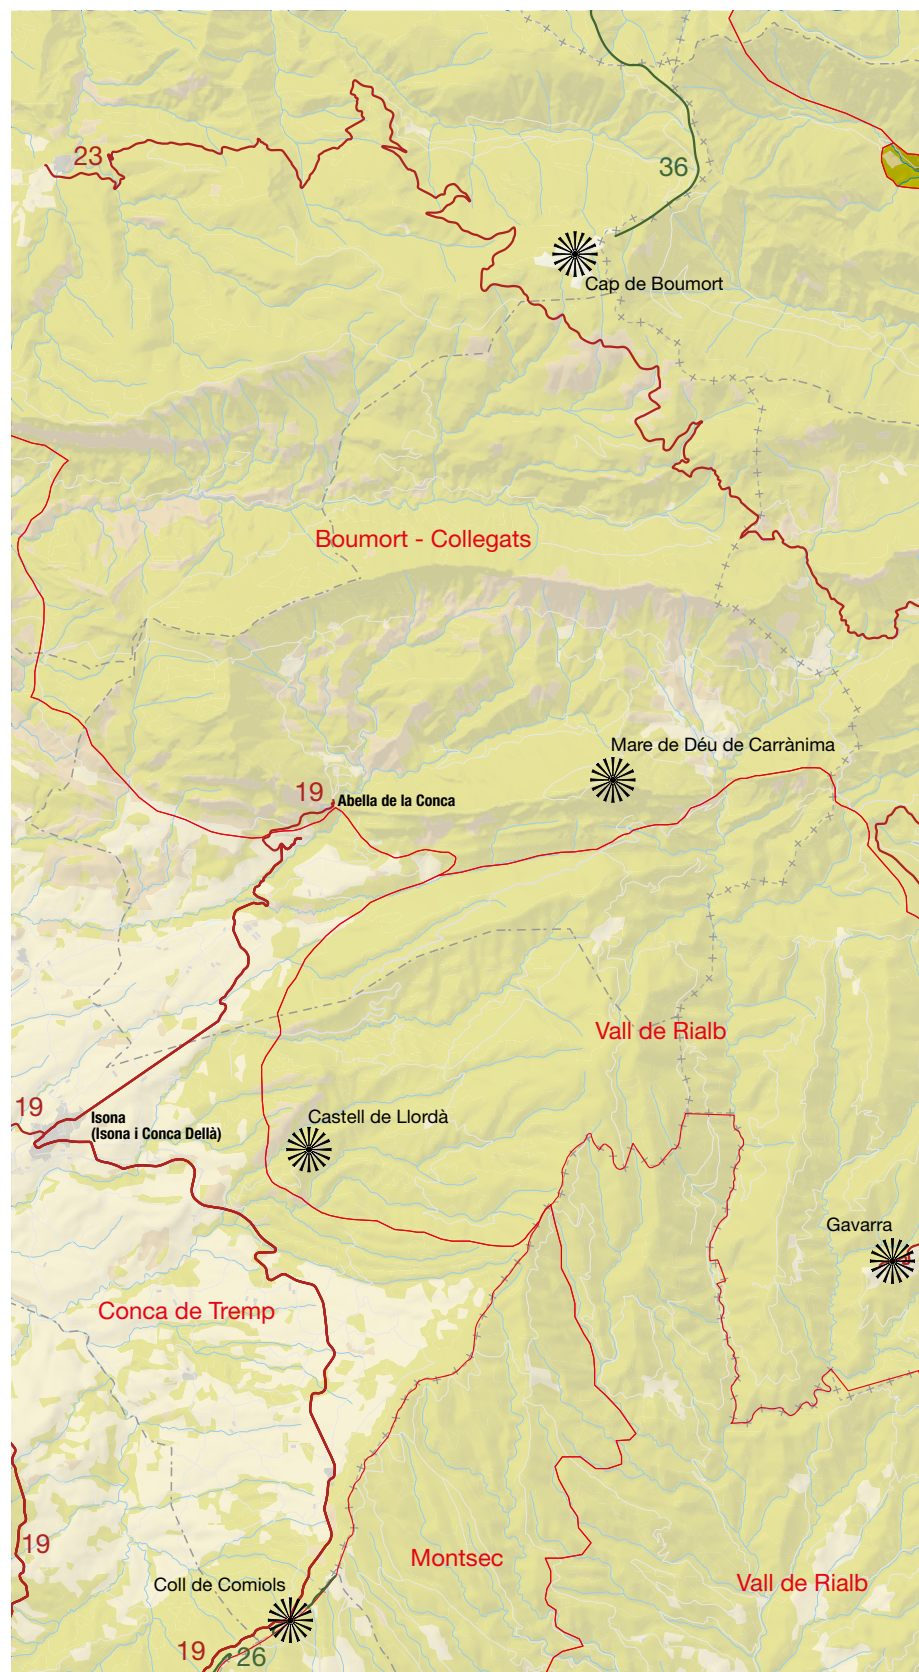 23
36
Cap de Boumort
Boumort - Collegats
Mare de Déu de Carrànima
19
Abella de la Conca
Vall de Rialb
19
Isona
(Isona i Conca Dellà)
Castell de Llordà
Gavarra
Conca de Tremp
19
Montsec
Coll de Comiols
Vall de Rialb
19
26